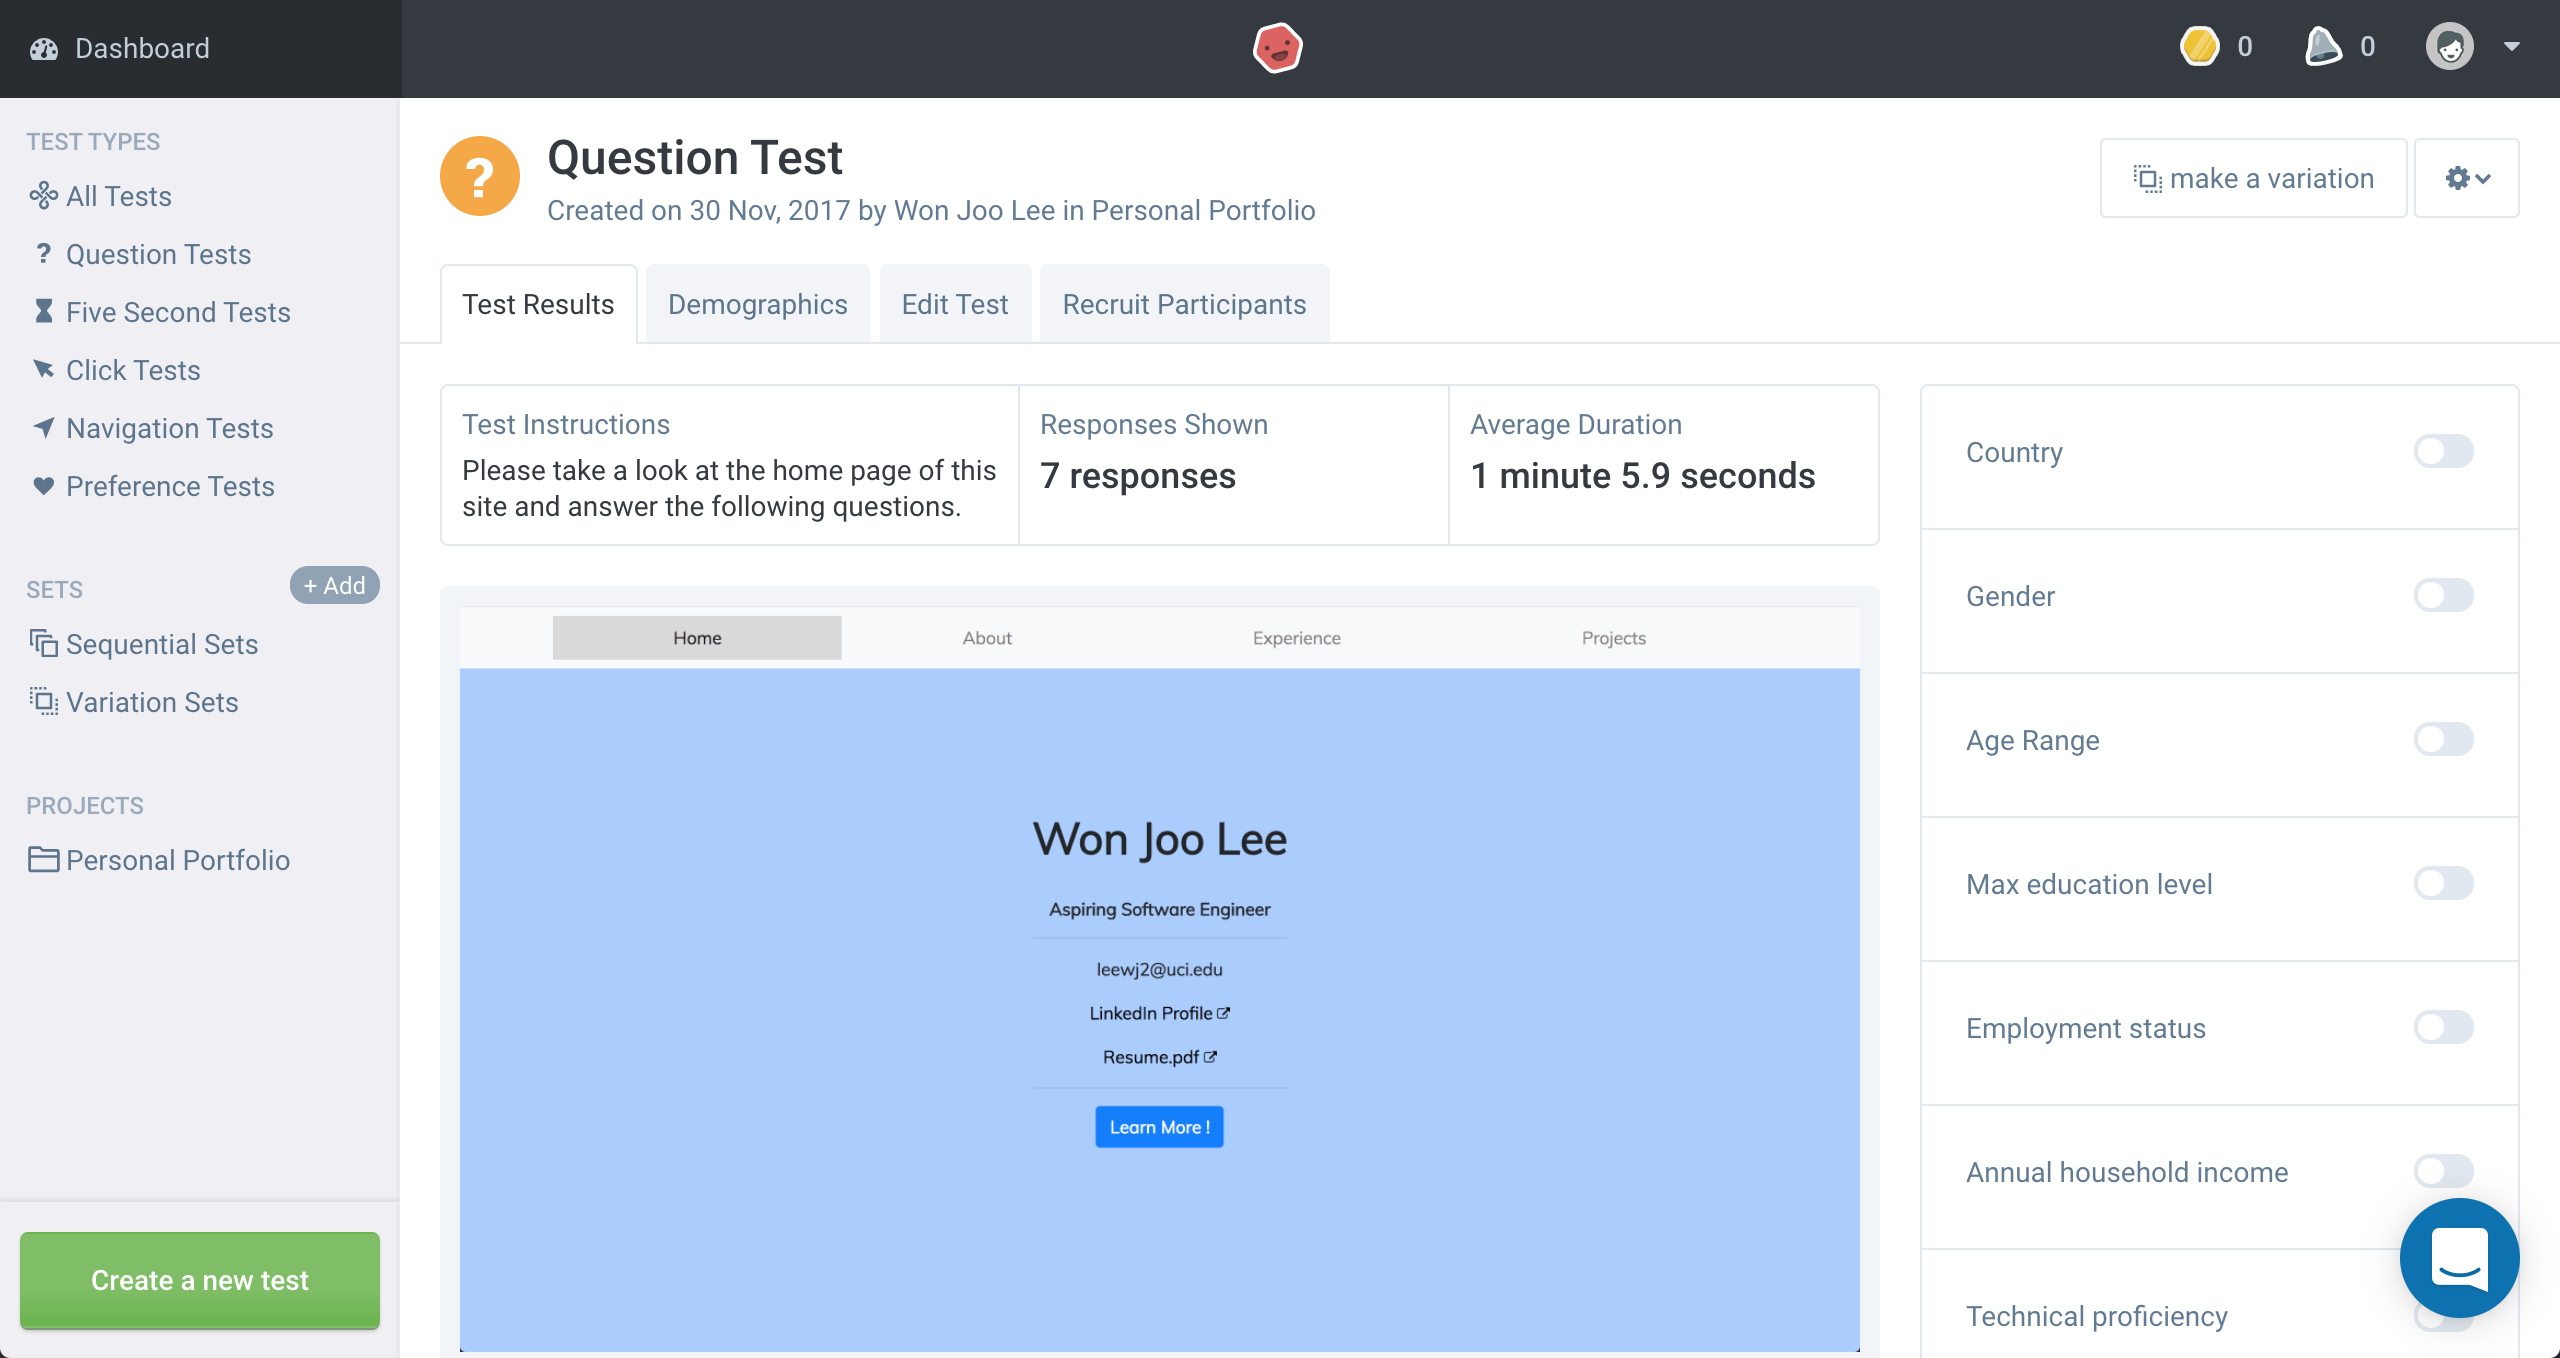 Dashboard
0
0
TEST TYPES
All Tests
Question Tests
Five Second Tests
Click Tests
Navigation Tests
Preference Tests
SETS
+ Add
Sequential Sets
Variation Sets
PROJECTS
Personal Portfolio
Create a new test
?
Question Test
Created on 30 Nov, 2017 by Won Joo Lee in Personal Portfolio
make a variation
Test Results
Demographics
Edit Test
Recruit Participants
Test Instructions
Please take a look at the home page of this
site and answer the following questions.
Responses Shown
7 responses
Average Duration
1 minute 5.9 seconds
Home
About
Experience
Projects
Won Joo Lee
Aspiring Software Engineer
leewj2@uci.edu
LinkedIn Profile
Resume.pdf
Learn More !
Country
Gender
Age Range
Max education level
Employment status
Annual household income
Technical proficiency